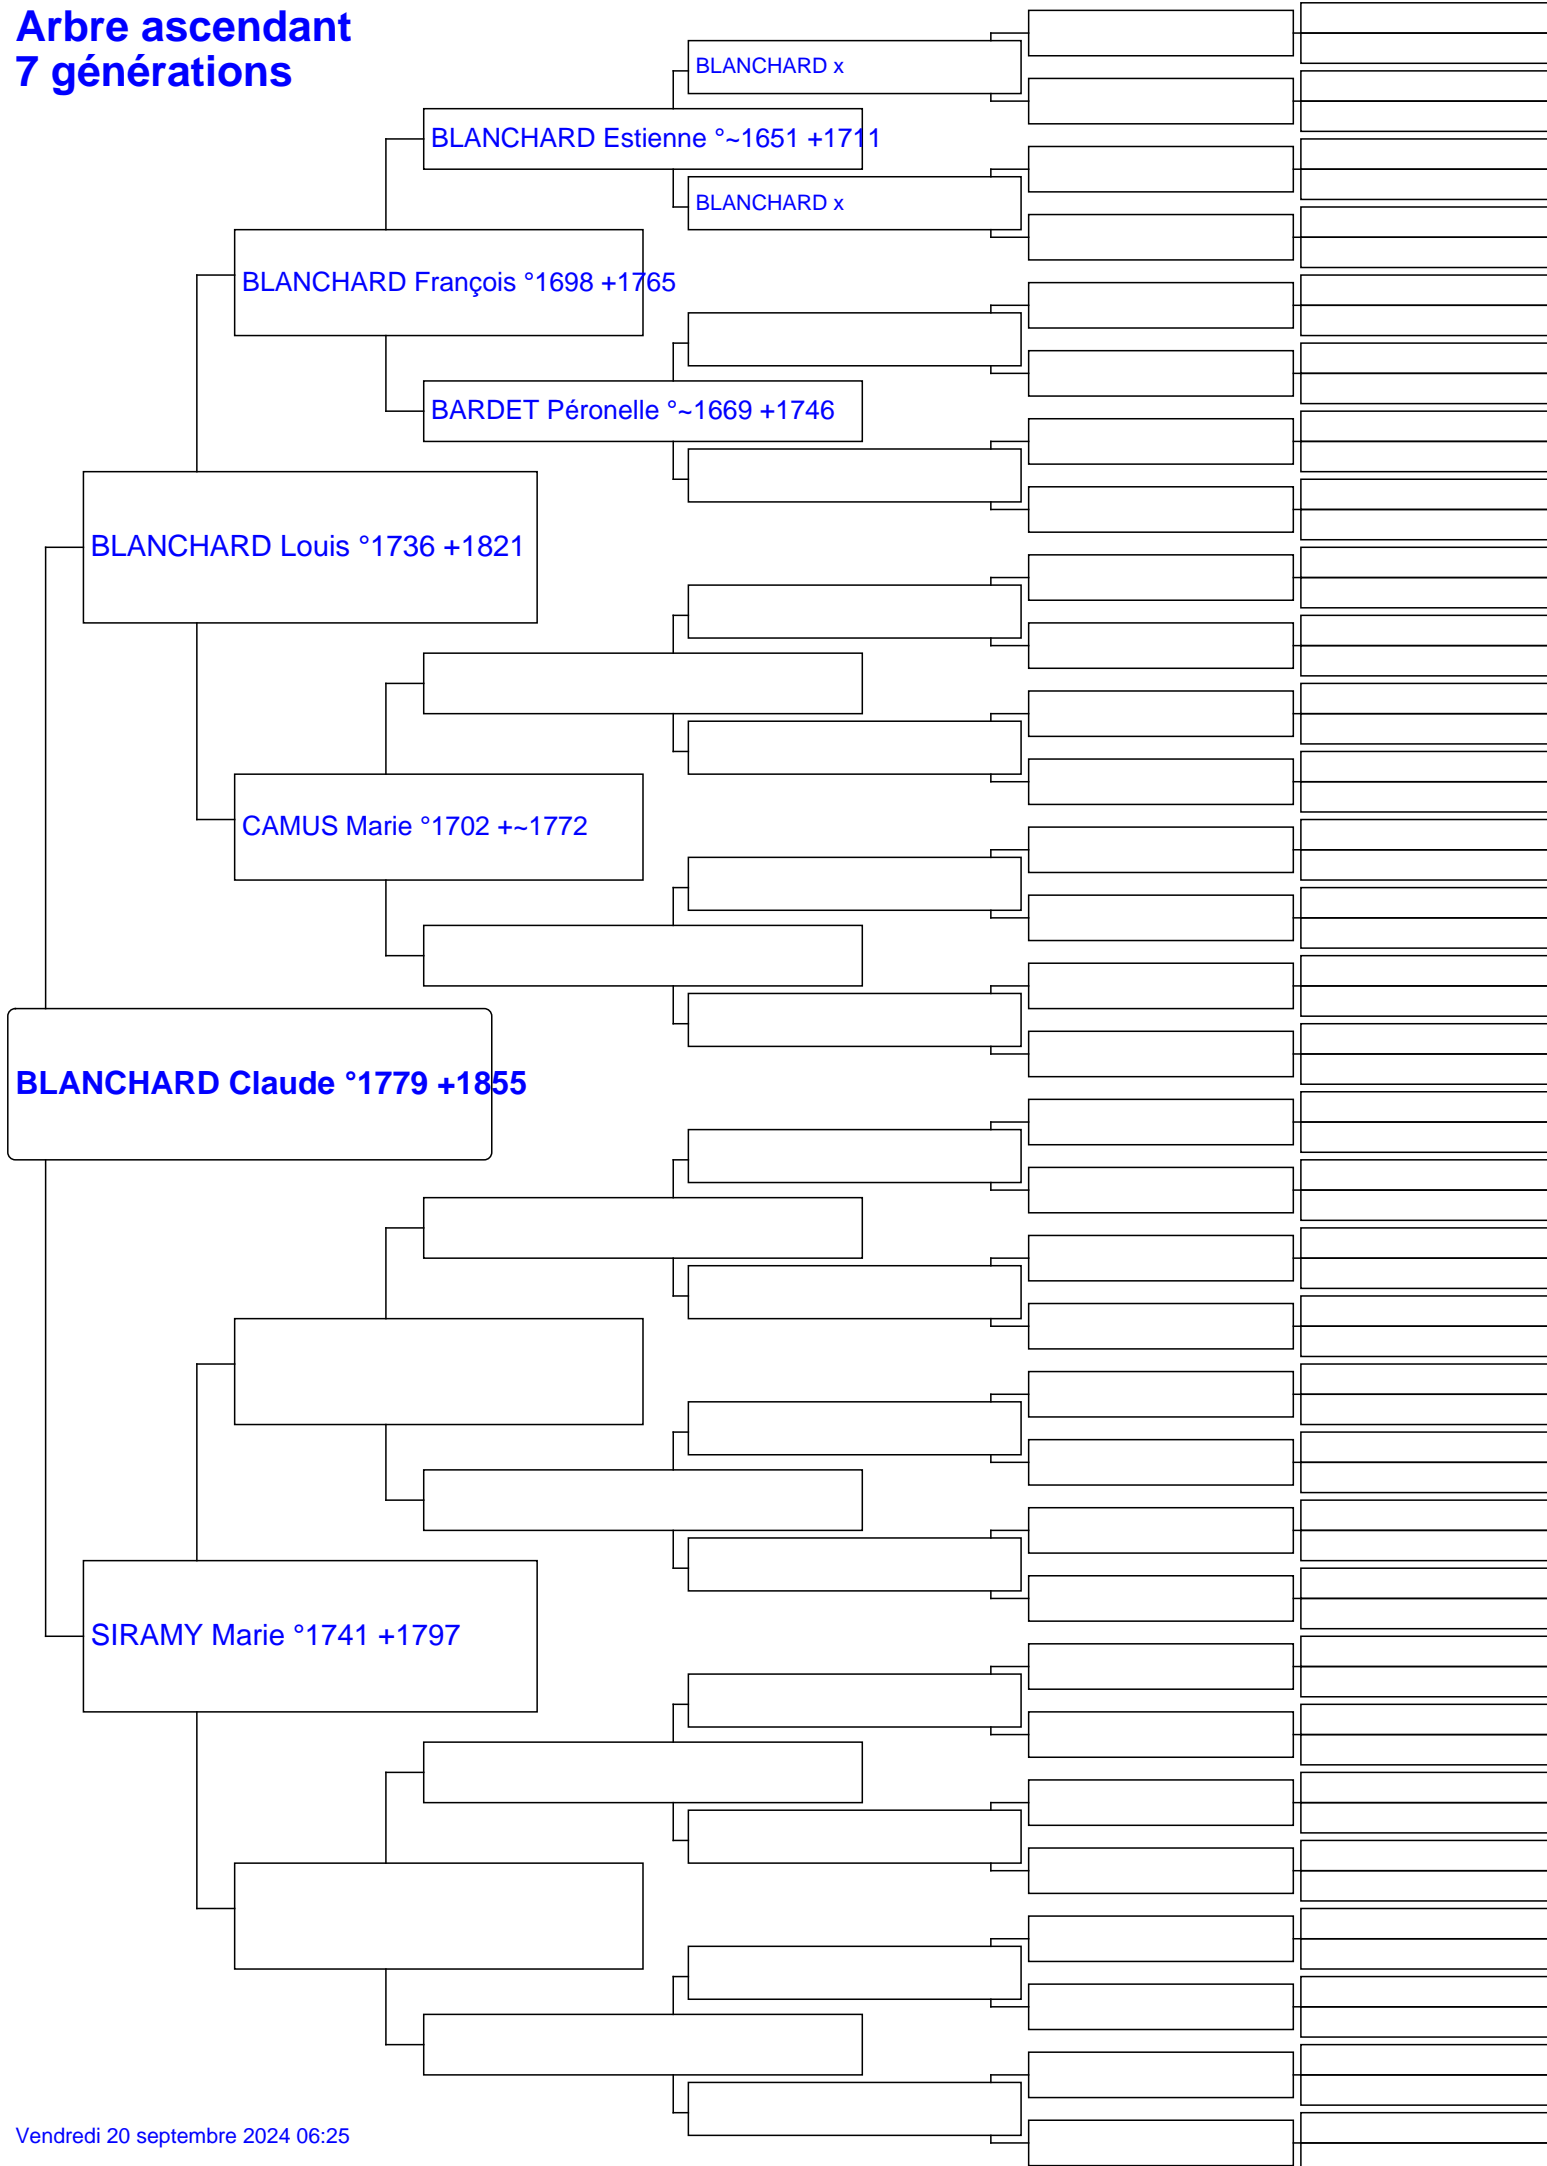 Arbre ascendant
7 générations
BLANCHARD x
BLANCHARD Estienne °~1651 +1711
BLANCHARD x
BLANCHARD François °1698 +1765
BARDET Péronelle °~1669 +1746
BLANCHARD Louis °1736 +1821
CAMUS Marie °1702 +~1772
BLANCHARD Claude °1779 +1855
SIRAMY Marie °1741 +1797
Vendredi 20 septembre 2024 06:25